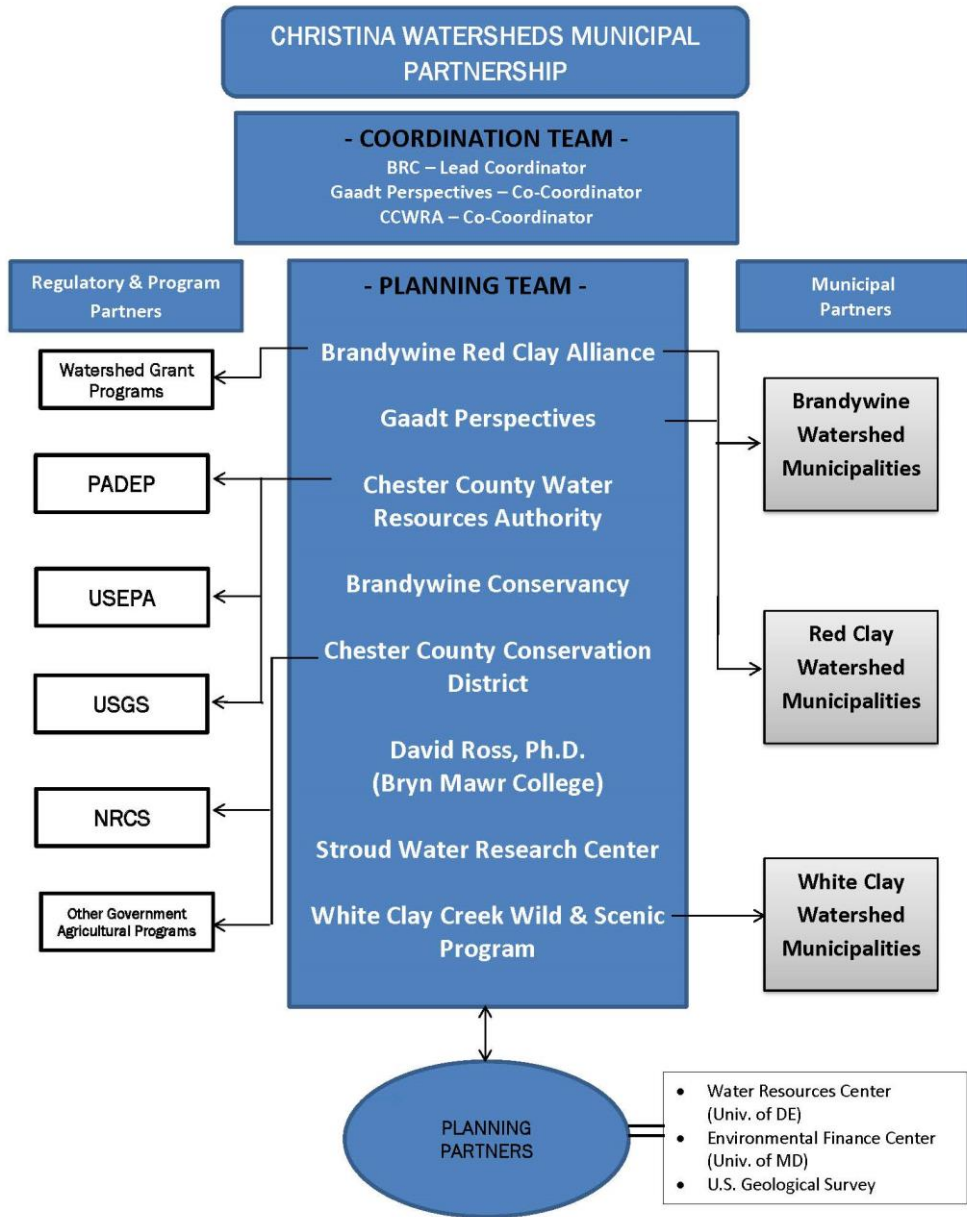 CHRISTINA WATERSHEDS MUNICIPAL
PARTNERSHIP
- COORDINATION TEAM -
BRC – Lead Coordinator
Gaadt Perspectives – Co-Coordinator
CCWRA – Co-Coordinator
Regulatory & Program
Partners
Watershed Grant
Programs
PADEP
USEPA
USGS
NRCS
Other Government
Agricultural Programs
- PLANNING TEAM -
Brandywine Red Clay Alliance
Gaadt Perspectives
Chester County Water
Resources Authority
Brandywine Conservancy
Chester County Conservation
District
David Ross, Ph.D.
(Bryn Mawr College)
Stroud Water Research Center
White Clay Creek Wild & Scenic
Program
Municipal
Partners
Brandywine
Watershed
Municipalities
Red Clay
Watershed
Municipalities
White Clay
Watershed
Municipalities
PLANNING
PARTNERS
• Water Resources Center
(Univ. of DE)
• Environmental Finance Center
(Univ. of MD)
• U.S. Geological Survey